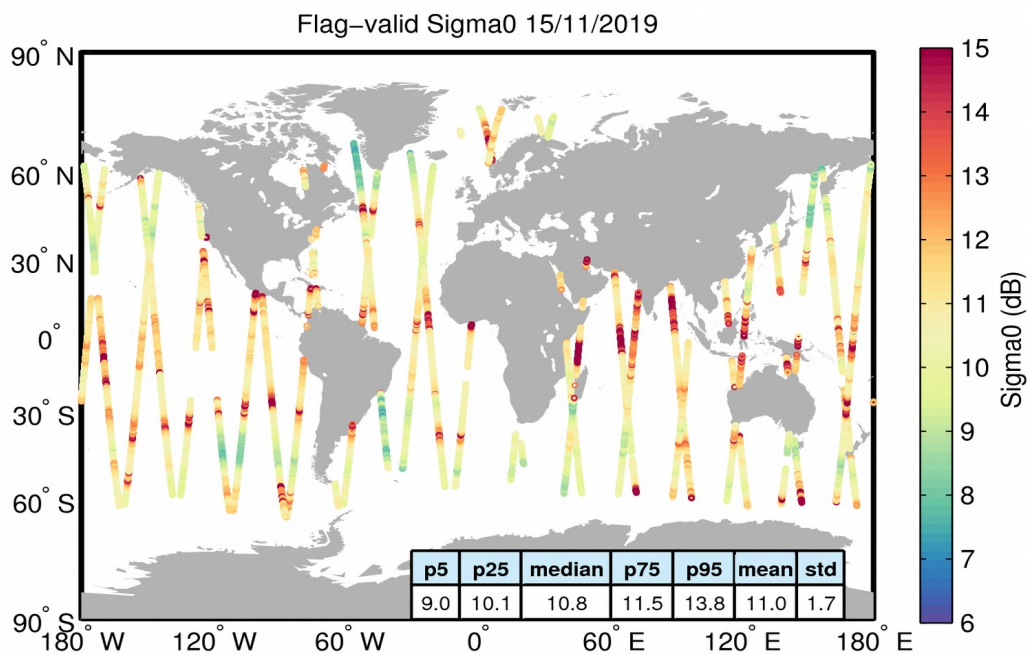 Flag−valid Sigma0 15/11/2019
90° N
60° N
30° N
0°
30° S
60° S
90° S
180° W
120° W
60° W
0°
60° E
120° E
180° E
15
14
13
12
11
10
9
8
7
6
Sigma0 (dB)
p5 p25 median p75 p95 mean std
9.0 10.1 10.8 11.5 13.8 11.0 1.7